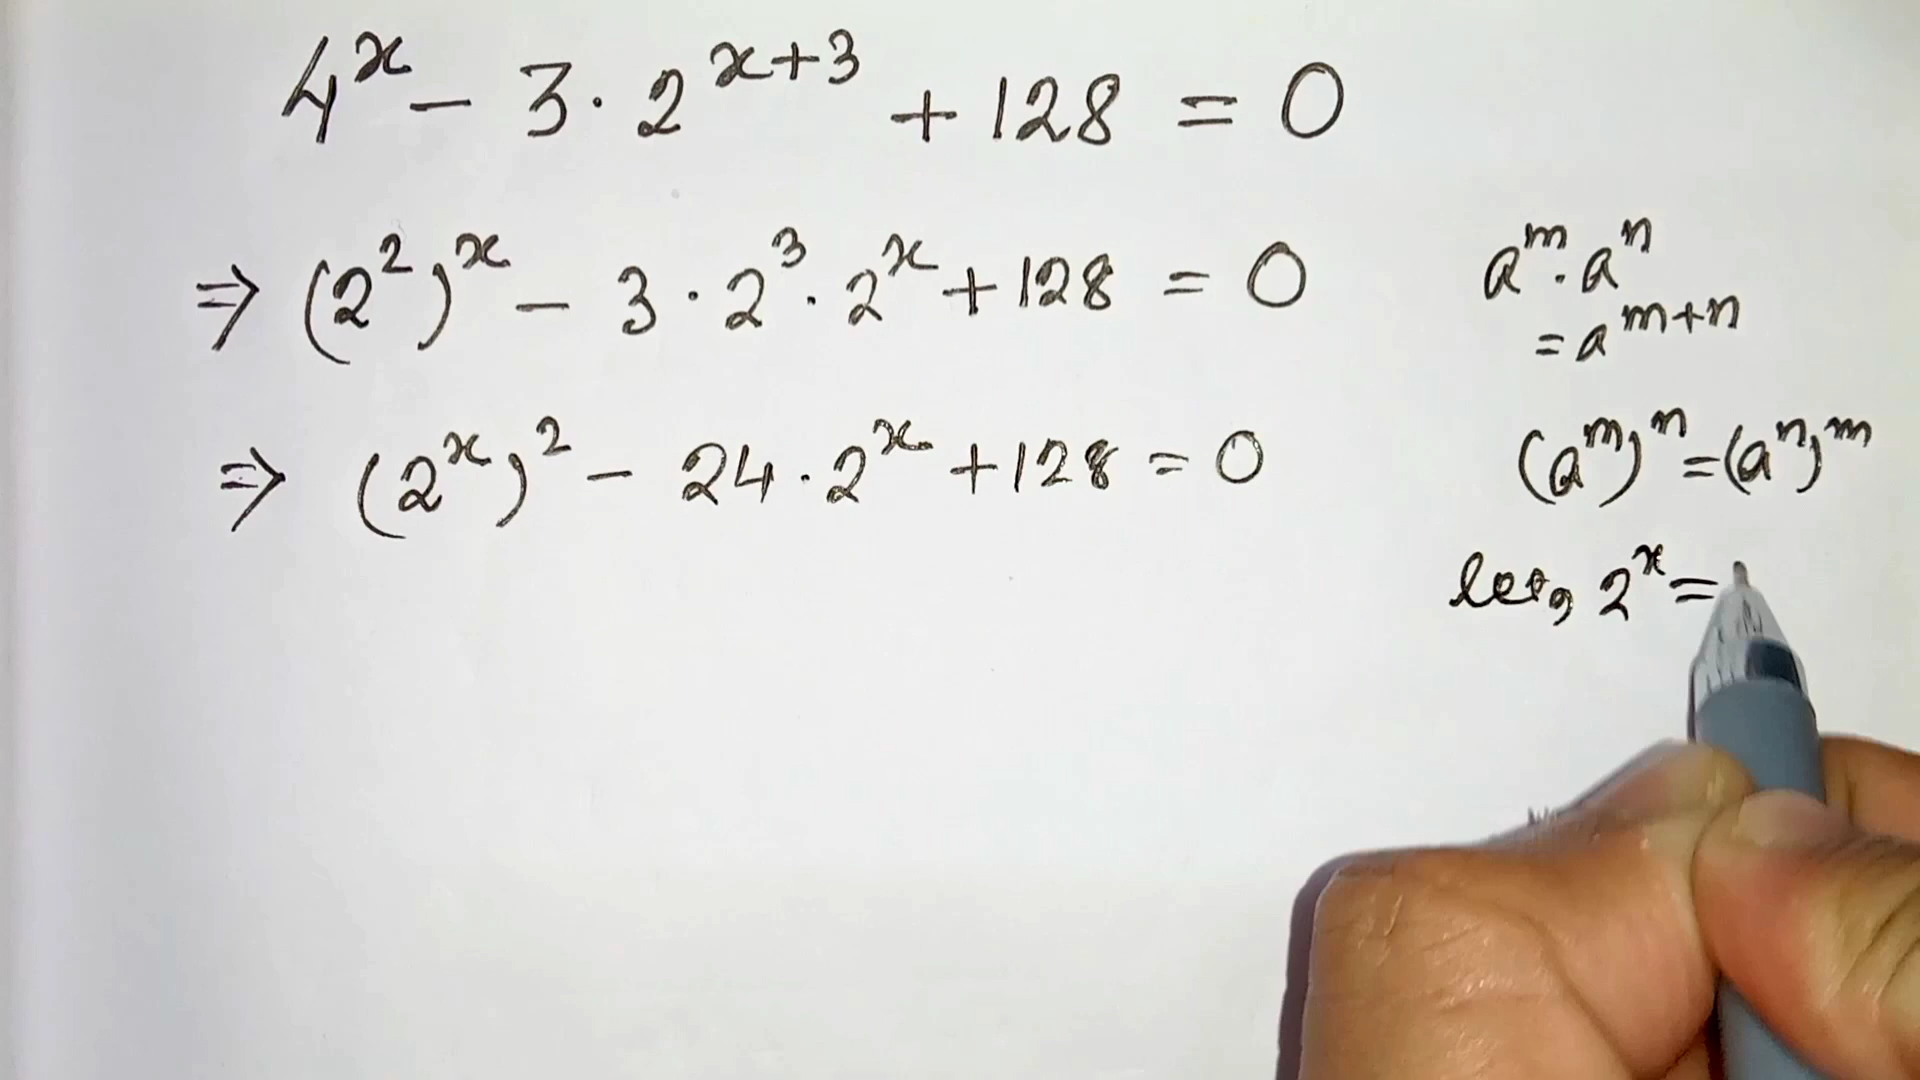 4^x - 3 · 2^{x+3} + 128 = 0
⇒ (2^2)^x - 3 · 2^3 · 2^x + 128 = 0
a^m · a^n
= a^{m+n}
⇒ (2^x)^2 - 24 · 2^x + 128 = 0
(a^m)^n = (a^n)^m
let, 2^x =